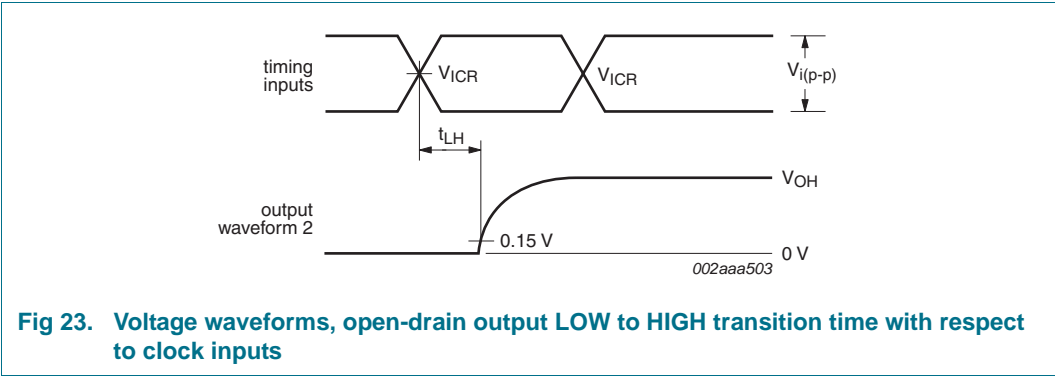 timing
inputs
VICR
VICR
Vi(p-p)
tLH
VOH
output
waveform 2
0.15 V
0 V
002aaa503
Fig 23. Voltage waveforms, open-drain output LOW to HIGH transition time with respect
to clock inputs